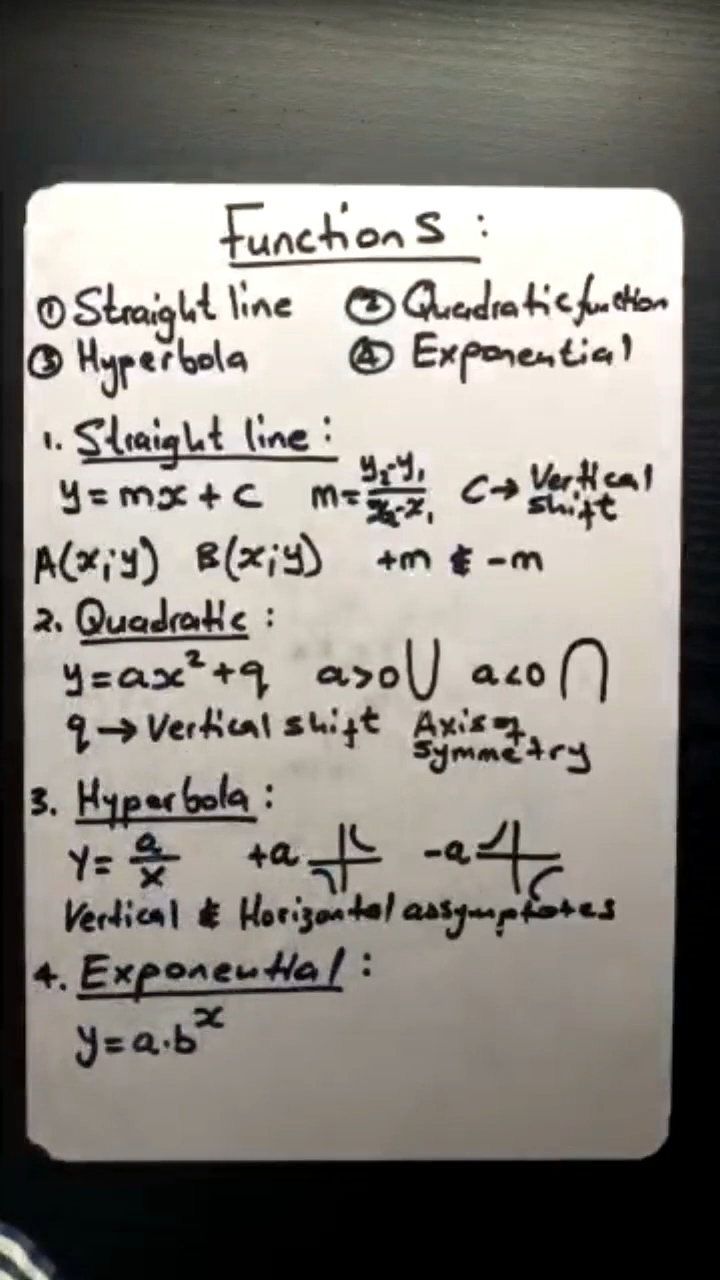 Functions:
① Straight line ② Quadratic function
③ Hyperbola ④ Exponential
1. Straight line:
y = mx + c m = y₂-y₁/x₂-x₁ C → Vertical shift
A(x;y) B(x;y) +m & -m
2. Quadratic:
y = ax² + q a>0 a<0
q → Vertical shift Axis of symmetry
3. Hyperbola:
y = a/x +a -a
Vertical & Horizontal assymptotes
4. Exponential:
y = a.bˣ